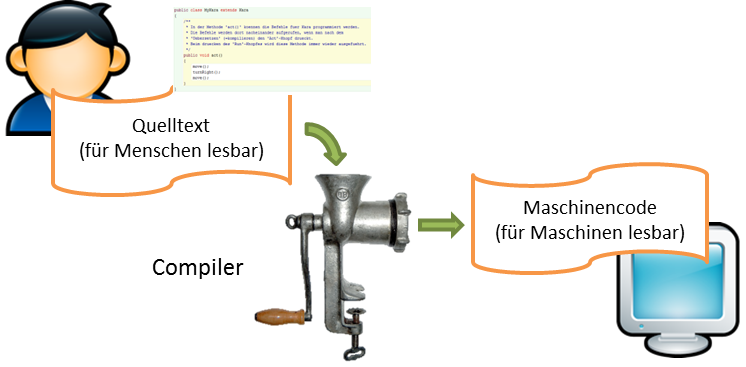 public class MyKara extends Kara
{
/**
* In der Methode 'act()' koennen die Befehle fuer Kara programmiert werden.
* Die Befehle werden dort nacheinander aufgerufen, wenn man nach dem
* "Uebersetzen" (=compilieren) den "Act"-Knopf drueckt.
* Beim druecken des "Run"-Knopfes wird diese Methode immer wieder ausgefuehrt.
*/
public void act()
{
move();
turnRight();
move();
}
}
Quelltext
(für Menschen lesbar)
Maschinencode
(für Maschinen lesbar)
Compiler